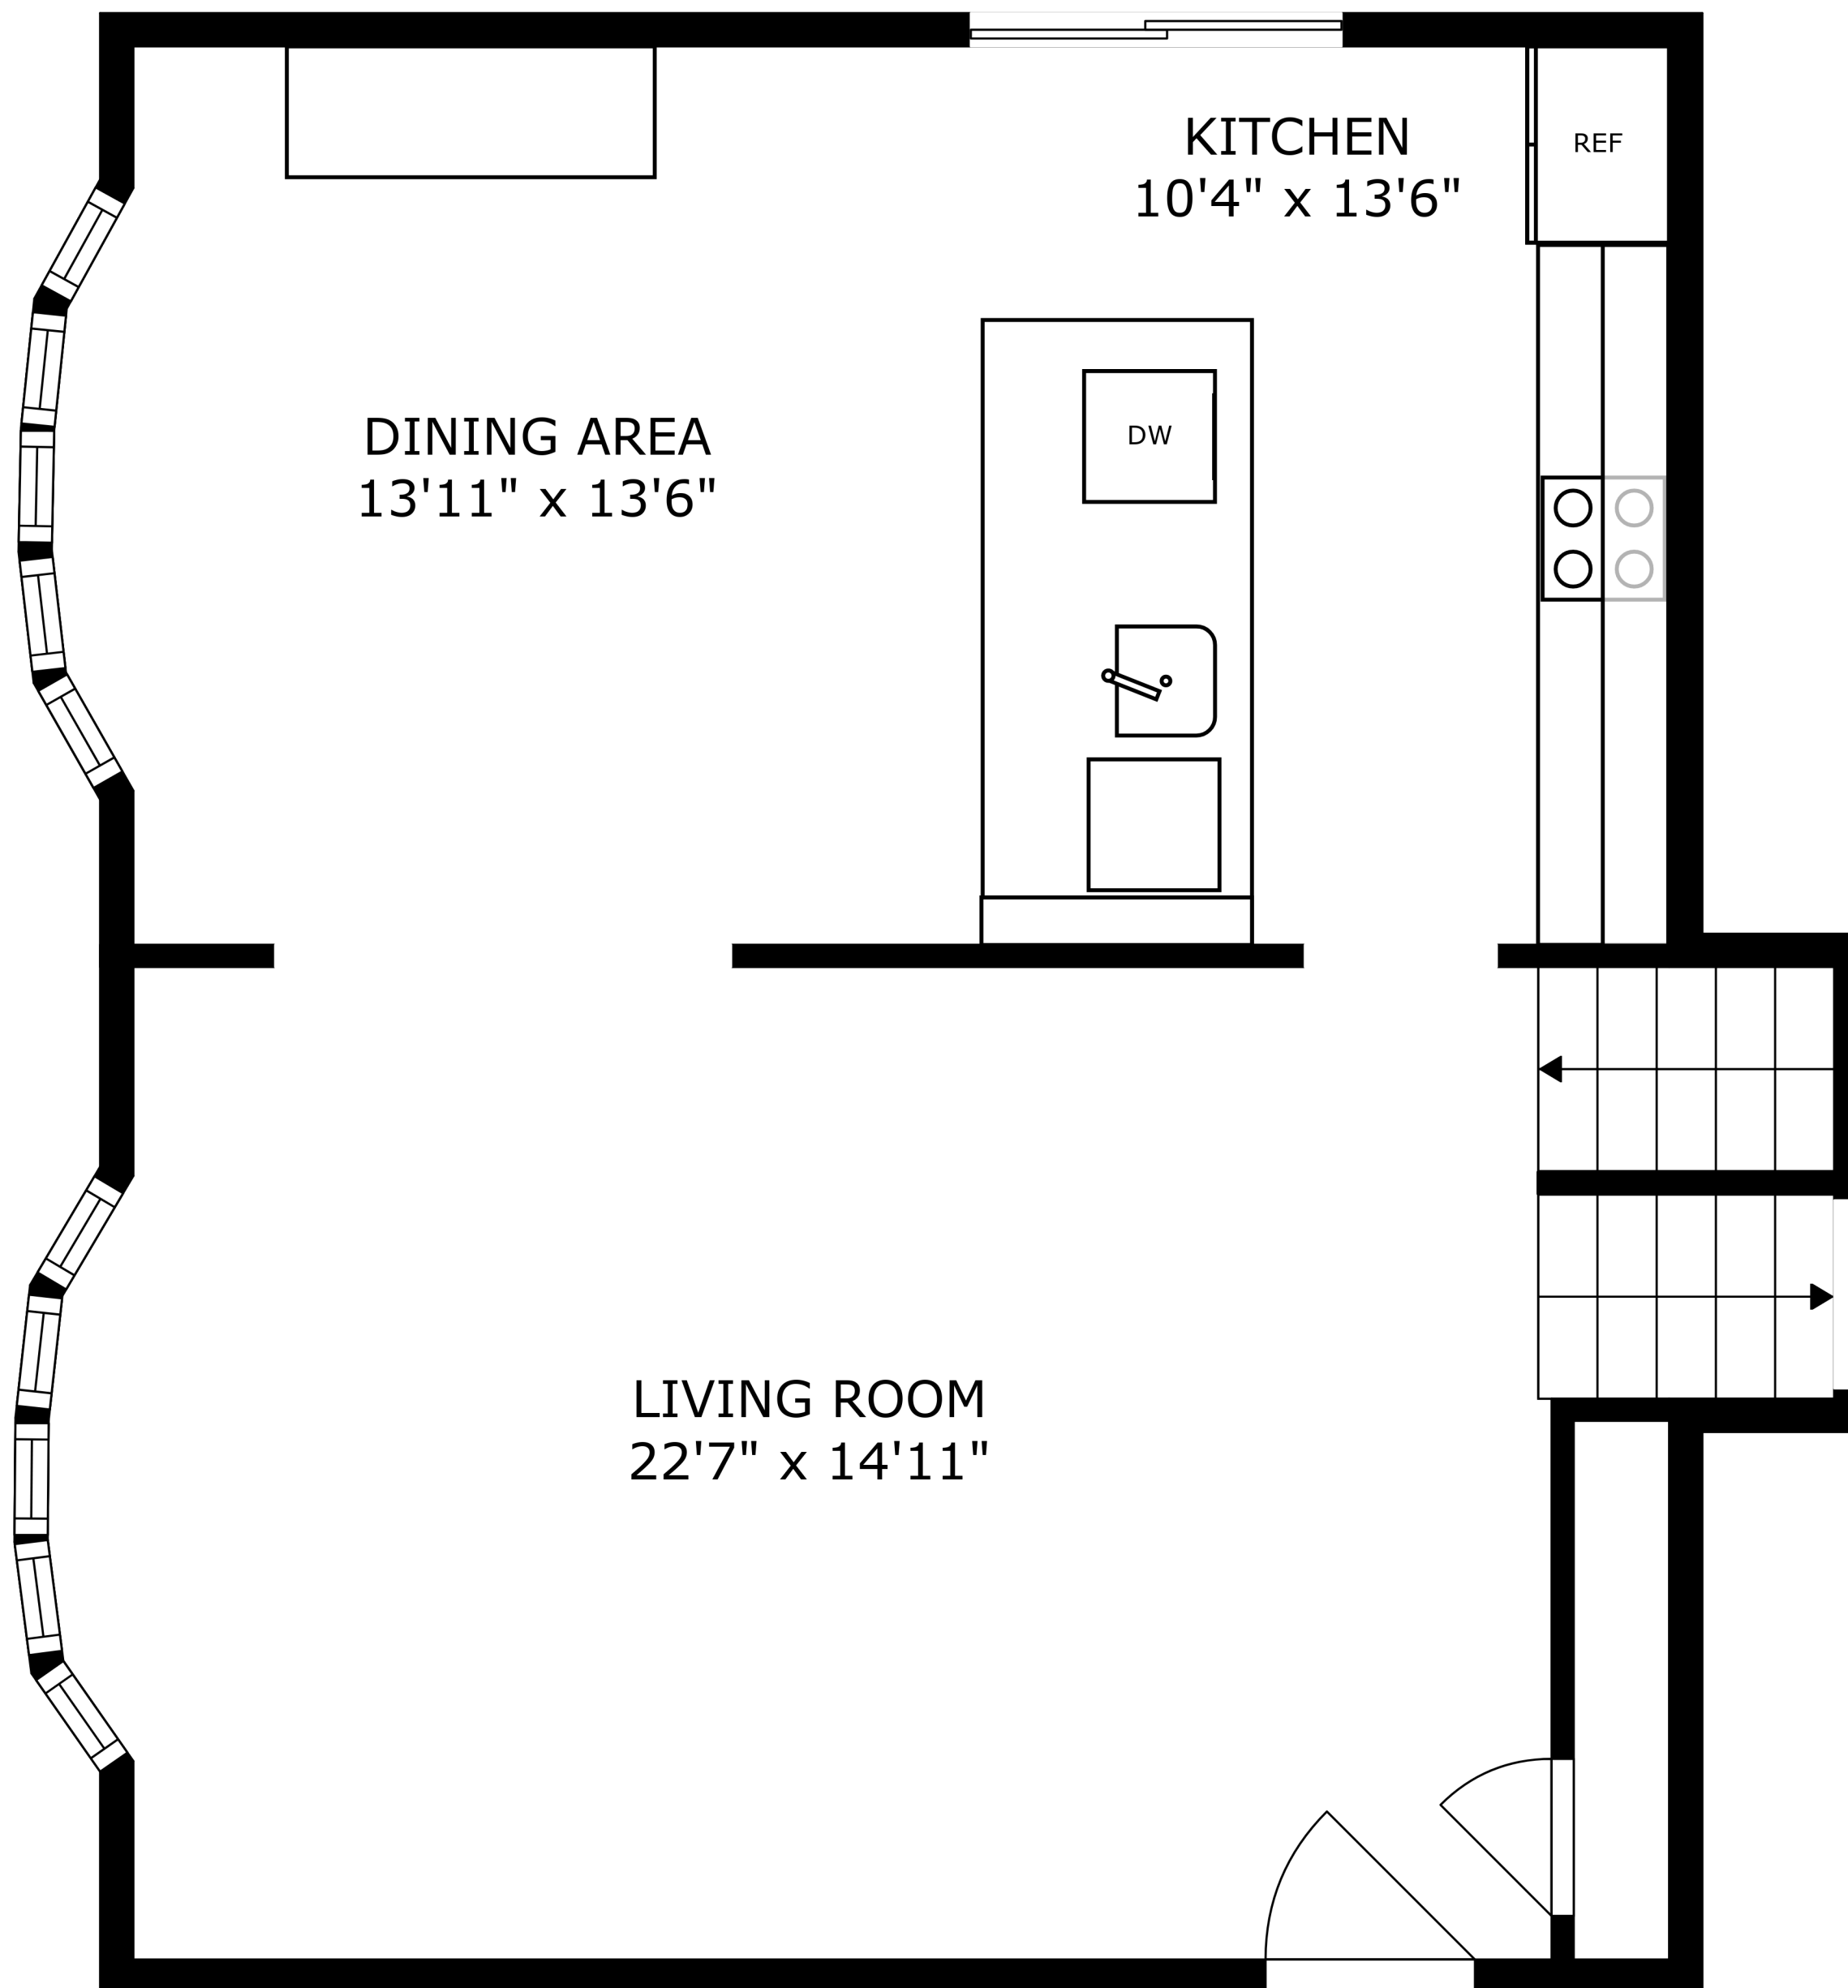 KITCHEN
10'4" x 13'6"
REF
DINING AREA
13'11" x 13'6"
DW
LIVING ROOM
22'7" x 14'11"